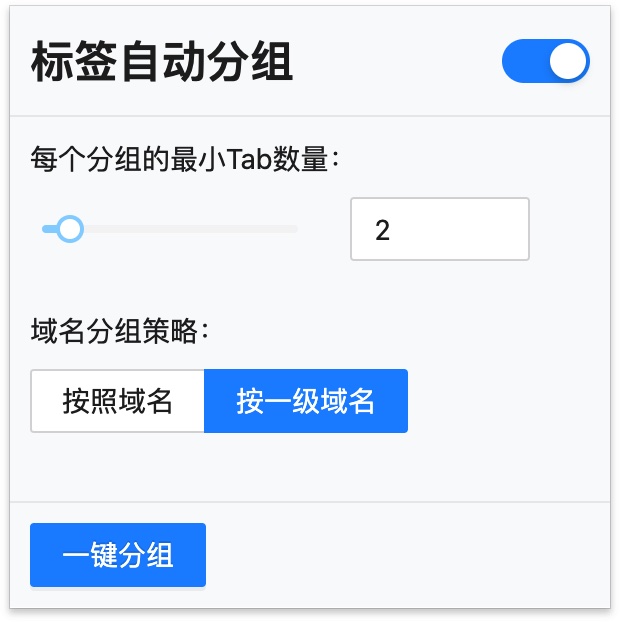 标签自动分组
每个分组的最小Tab数量：
2
域名分组策略：
按照域名 按一级域名
一键分组